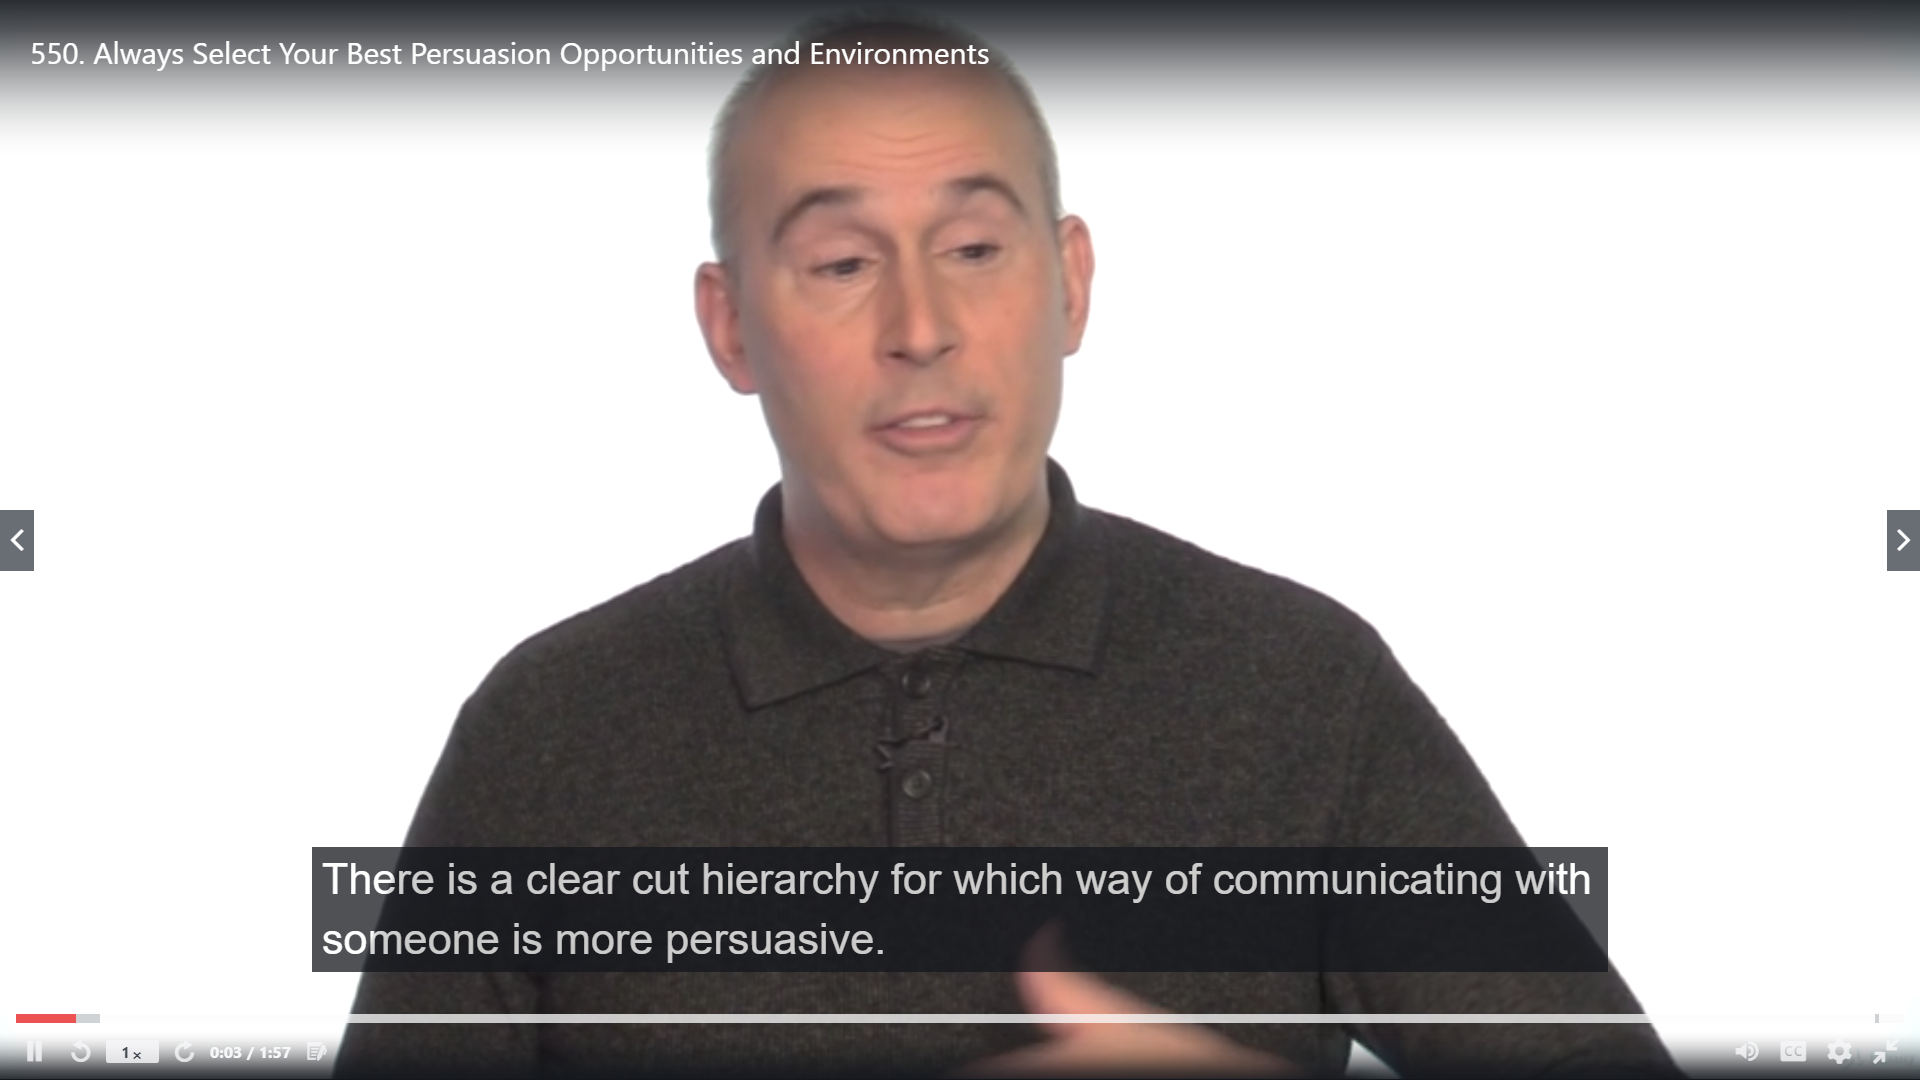 550. Always Select Your Best Persuasion Opportunities and Environments
There is a clear cut hierarchy for which way of communicating with
someone is more persuasive.
1x
0:03 / 1:57
CC